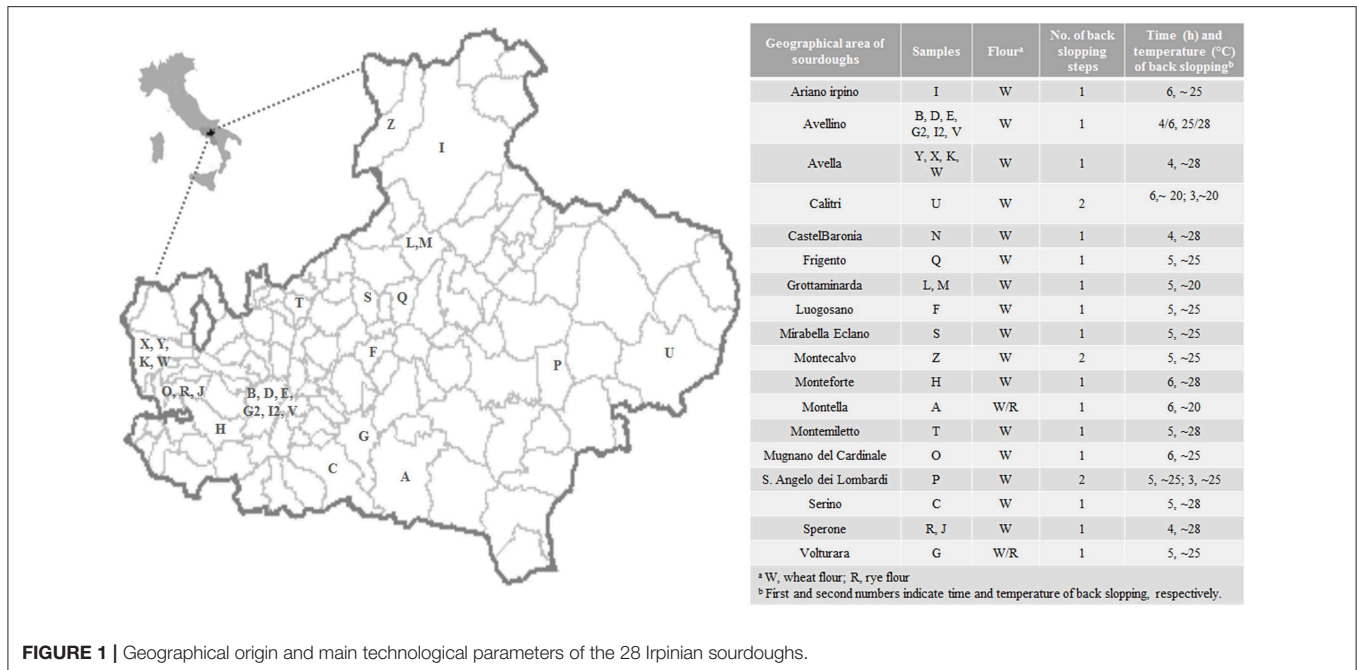 Z
I
L,M
T
S
Q
X, Y,
K, W
F
P
U
O, R, J
B, D, E,
G2, I2, V
H
G
C
A
Geographical area of sourdoughs Samples Flourᵃ No. of back slopping steps Time (h) and temperature (°C) of back sloppingᵇ
Ariano irpino I W 1 6, ~ 25
Avellino B, D, E, G2, I2, V W 1 4/6, 25/28
Avella Y, X, K, W W 1 4, ~28
Calitri U W 2 6,~ 20; 3,~20
CastelBaronia N W 1 4, ~28
Frigento Q W 1 5, ~25
Grottaminarda L, M W 1 5, ~20
Luogosano F W 1 5, ~25
Mirabella Eclano S W 1 5, ~25
Montecalvo Z W 2 5, ~25
Monteforte H W 1 6, ~28
Montella A W/R 1 6, ~20
Montemiletto T W 1 5, ~28
Mugnano del Cardinale O W 1 6, ~25
S. Angelo dei Lombardi P W 2 5, ~25; 3, ~25
Serino C W 1 5, ~28
Sperone R, J W 1 4, ~28
Volturara G W/R 1 5, ~25
ᵃ W, wheat flour; R, rye flour
ᵇ First and second numbers indicate time and temperature of back slopping, respectively.
FIGURE 1 | Geographical origin and main technological parameters of the 28 Irpinian sourdoughs.